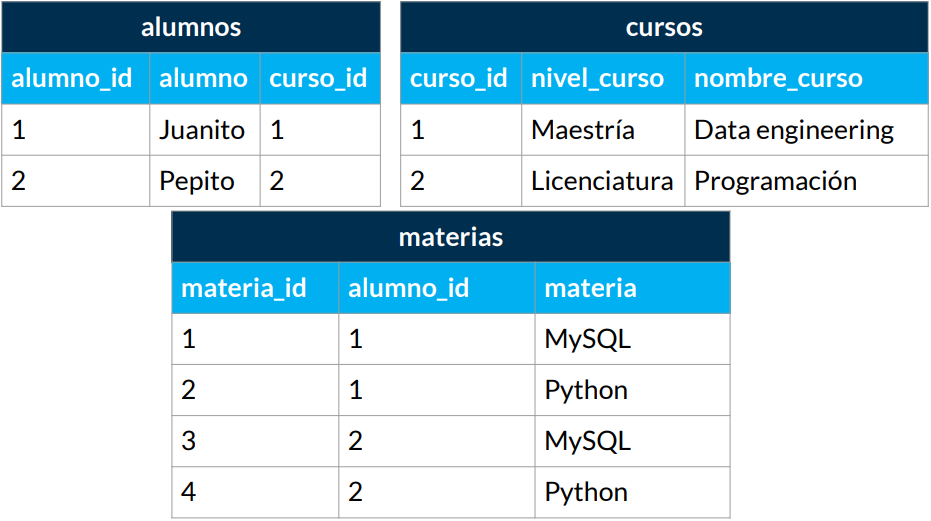 alumnos
alumno_id alumno curso_id
1 Juanito 1
2 Pepito 2
cursos
curso_id nivel_curso nombre_curso
1 Maestría Data engineering
2 Licenciatura Programación
materias
materia_id alumno_id materia
1 1 MySQL
2 1 Python
3 2 MySQL
4 2 Python